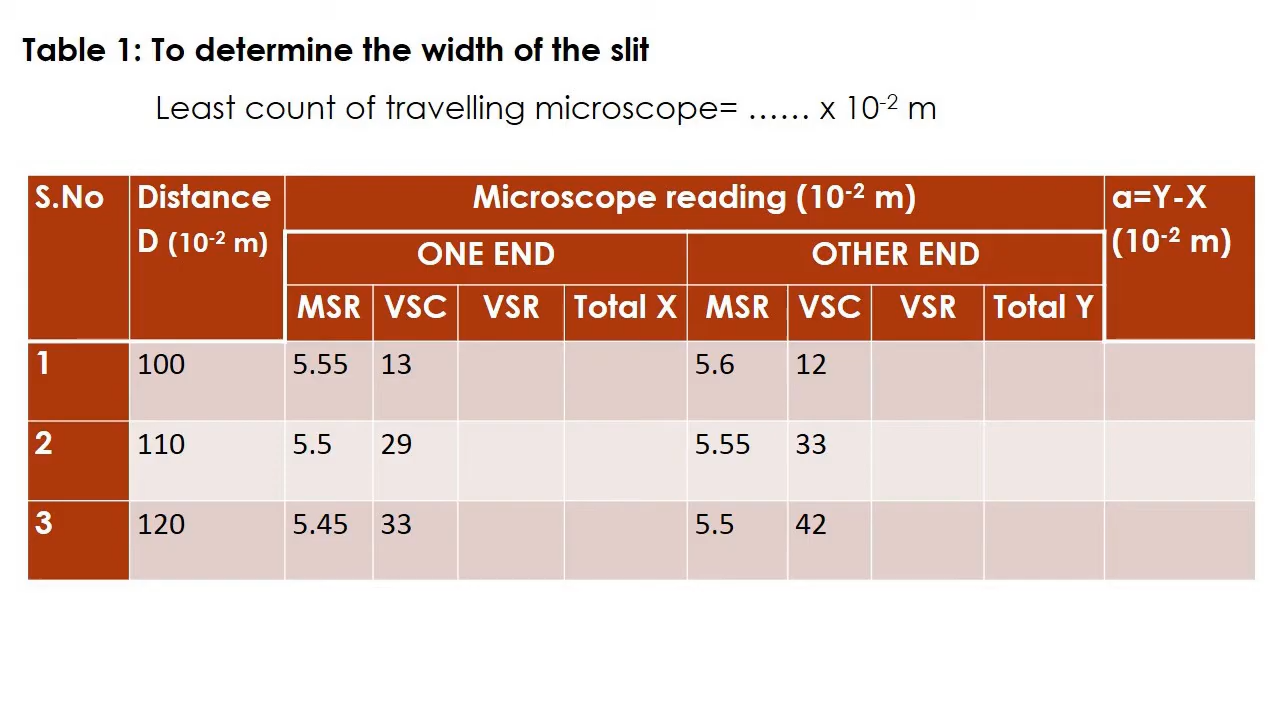 Table 1: To determine the width of the slit
Least count of travelling microscope= ...... x 10⁻² m
S.No Distance D (10⁻² m) Microscope reading (10⁻² m) a=Y-X (10⁻² m)
ONE END OTHER END
MSR VSC VSR Total X MSR VSC VSR Total Y
1 100 5.55 13 5.6 12
2 110 5.5 29 5.55 33
3 120 5.45 33 5.5 42